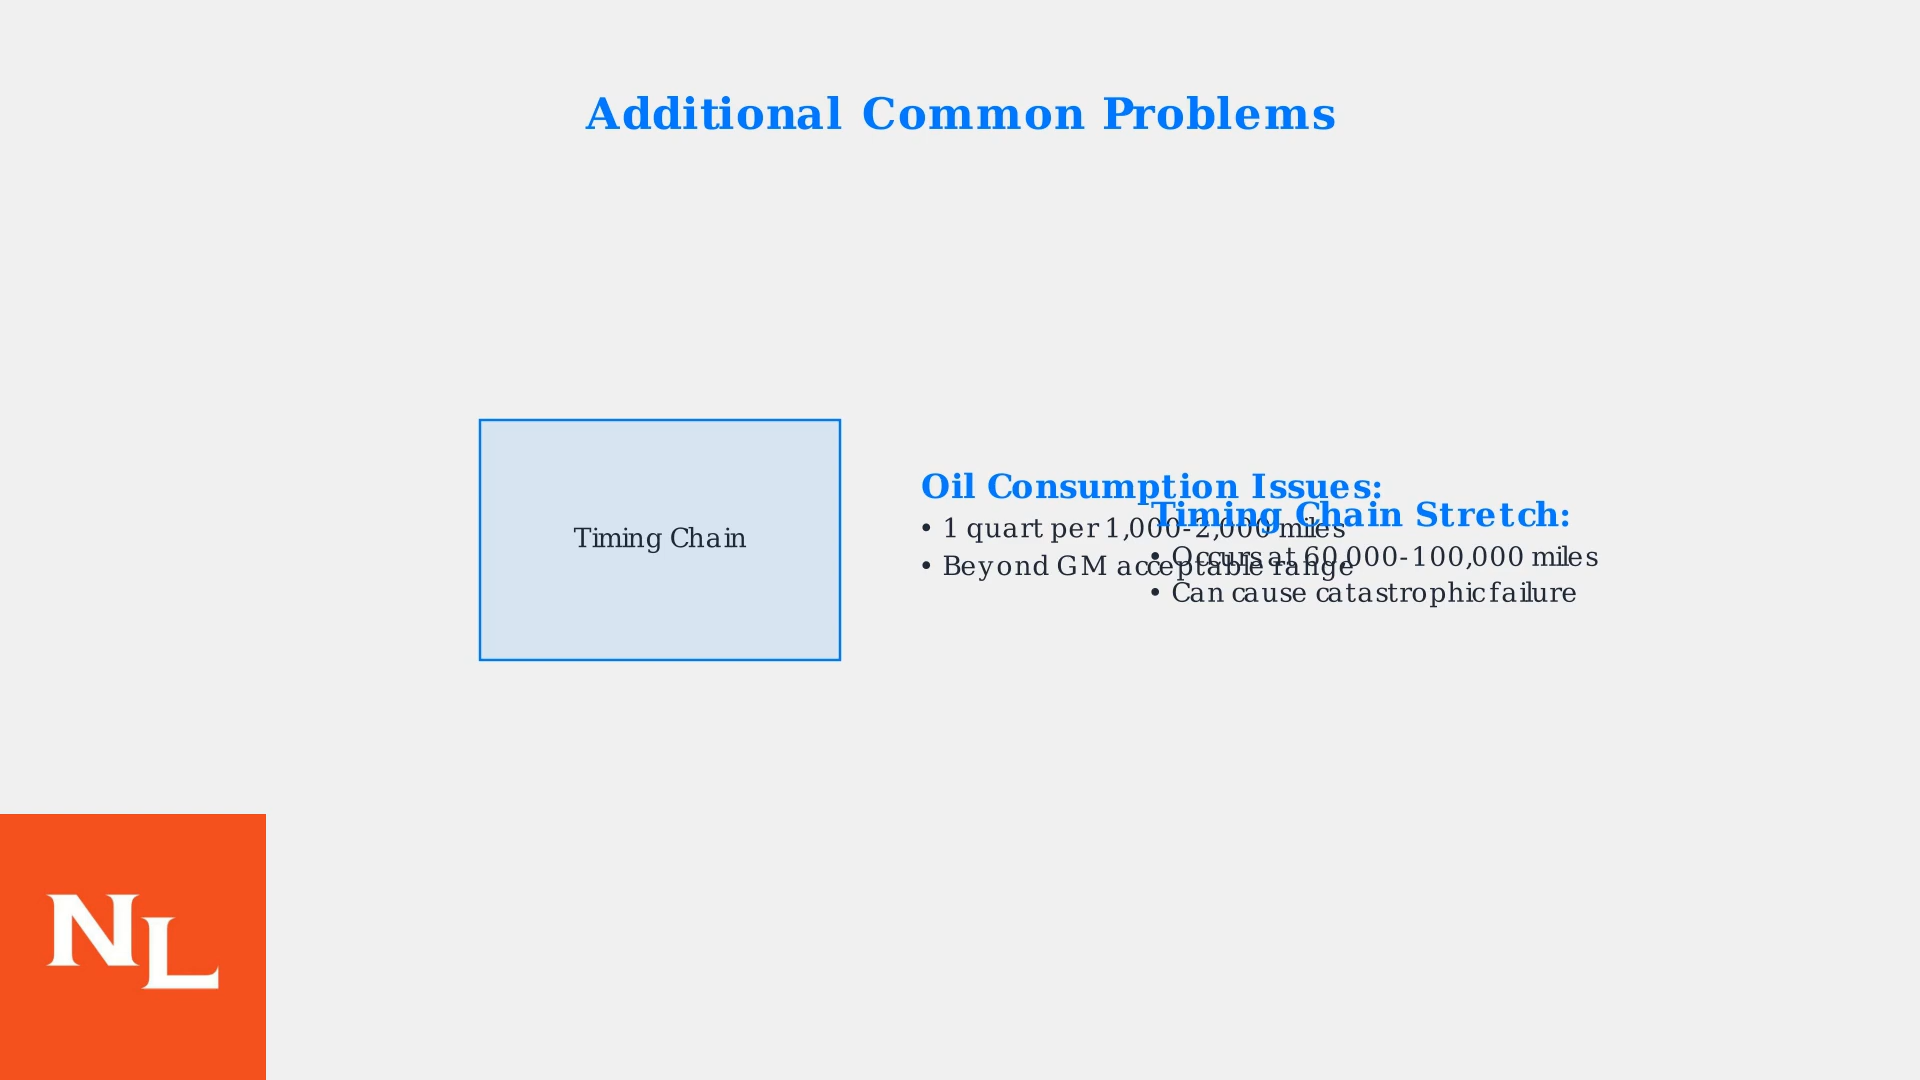 Additional Common Problems
Timing Chain
Oil Consumption Issues:
• 1 quart per 1,000-2,000 miles
• Beyond GM acceptable range
Timing Chain Stretch:
• Occurs at 60,000-100,000 miles
• Can cause catastrophic failure
NL